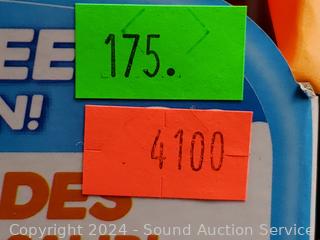 175.
EE
N!
4100
DES
Copyright © 2024 - Sound Auction Service